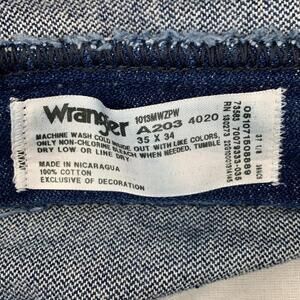 Wrangler
1013MWZPW
A203 4020
35 X 34
MACHINE WASH COLD INSIDE OUT WITH LIKE COLORS,
ONLY NON-CHLORINE BLEACH WHEN NEEDED, TUMBLE
DRY LOW OR LINE DRY
MADE IN NICARAGUA
100% COTTON
EXCLUSIVE OF DECORATION
051071508889